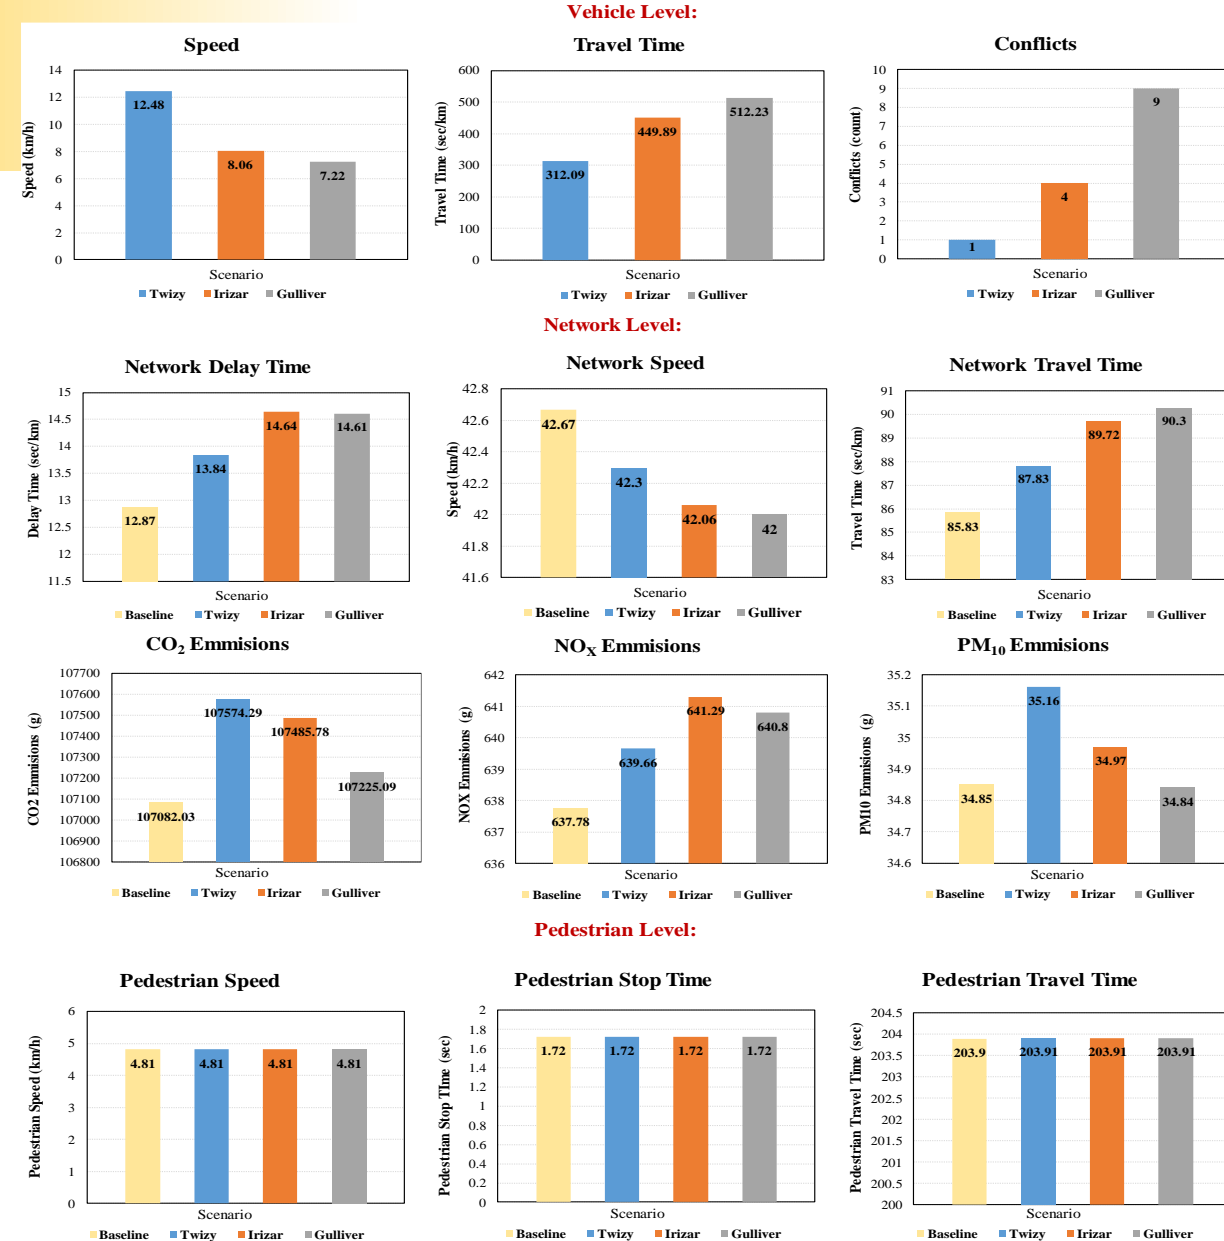 Vehicle Level:
Speed
14
12
10
8
6
4
2
0
Speed (km/h)
12.48
8.06
7.22
Scenario
Twizy Irizar Gulliver
Travel Time
600
500
400
300
200
100
0
Travel Time (sec/km)
312.09
449.89
512.23
Scenario
Twizy Irizar Gulliver
Conflicts
10
9
8
7
6
5
4
3
2
1
0
Conflicts (count)
1
4
9
Scenario
Twizy Irizar Gulliver
Network Level:
Network Delay Time
15
14.5
14
13.5
13
12.5
12
11.5
Delay Time (sec/km)
12.87
13.84
14.64
14.61
Scenario
Baseline Twizy Irizar Gulliver
Network Speed
42.8
42.6
42.4
42.2
42
41.8
41.6
Speed (km/h)
42.67
42.3
42.06
42
Scenario
Baseline Twizy Irizar Gulliver
Network Travel Time
91
90
89
88
87
86
85
84
83
Travel Time (sec/km)
85.83
87.83
89.72
90.3
Scenario
Baseline Twizy Irizar Gulliver
CO2 Emmisions
107700
107600
107500
107400
107300
107200
107100
107000
106900
106800
CO2 Emmisions (g)
107082.03
107574.29
107485.78
107225.09
Scenario
Baseline Twizy Irizar Gulliver
NOX Emmisions
642
641
640
639
638
637
636
NOX Emmisions (g)
637.78
639.66
641.29
640.8
Scenario
Baseline Twizy Irizar Gulliver
PM10 Emmisions
35.2
35.1
35
34.9
34.8
34.7
34.6
PM10 Emmisions (g)
34.85
35.16
34.97
34.84
Scenario
Baseline Twizy Irizar Gulliver
Pedestrian Level:
Pedestrian Speed
6
5
4
3
2
1
0
Pedestrian Speed (km/h)
4.81
4.81
4.81
4.81
Scenario
Baseline Twizy Irizar Gulliver
Pedestrian Stop Time
2
1.8
1.6
1.4
1.2
1
0.8
0.6
0.4
0.2
0
Pedestrian Stop TIme (sec)
1.72
1.72
1.72
1.72
Scenario
Baseline Twizy Irizar Gulliver
Pedestrian Travel Time
204.5
204
203.5
203
202.5
202
201.5
201
200.5
200
Pedestrian Travel Time (sec)
203.9
203.91
203.91
203.91
Scenario
Baseline Twizy Irizar Gulliver